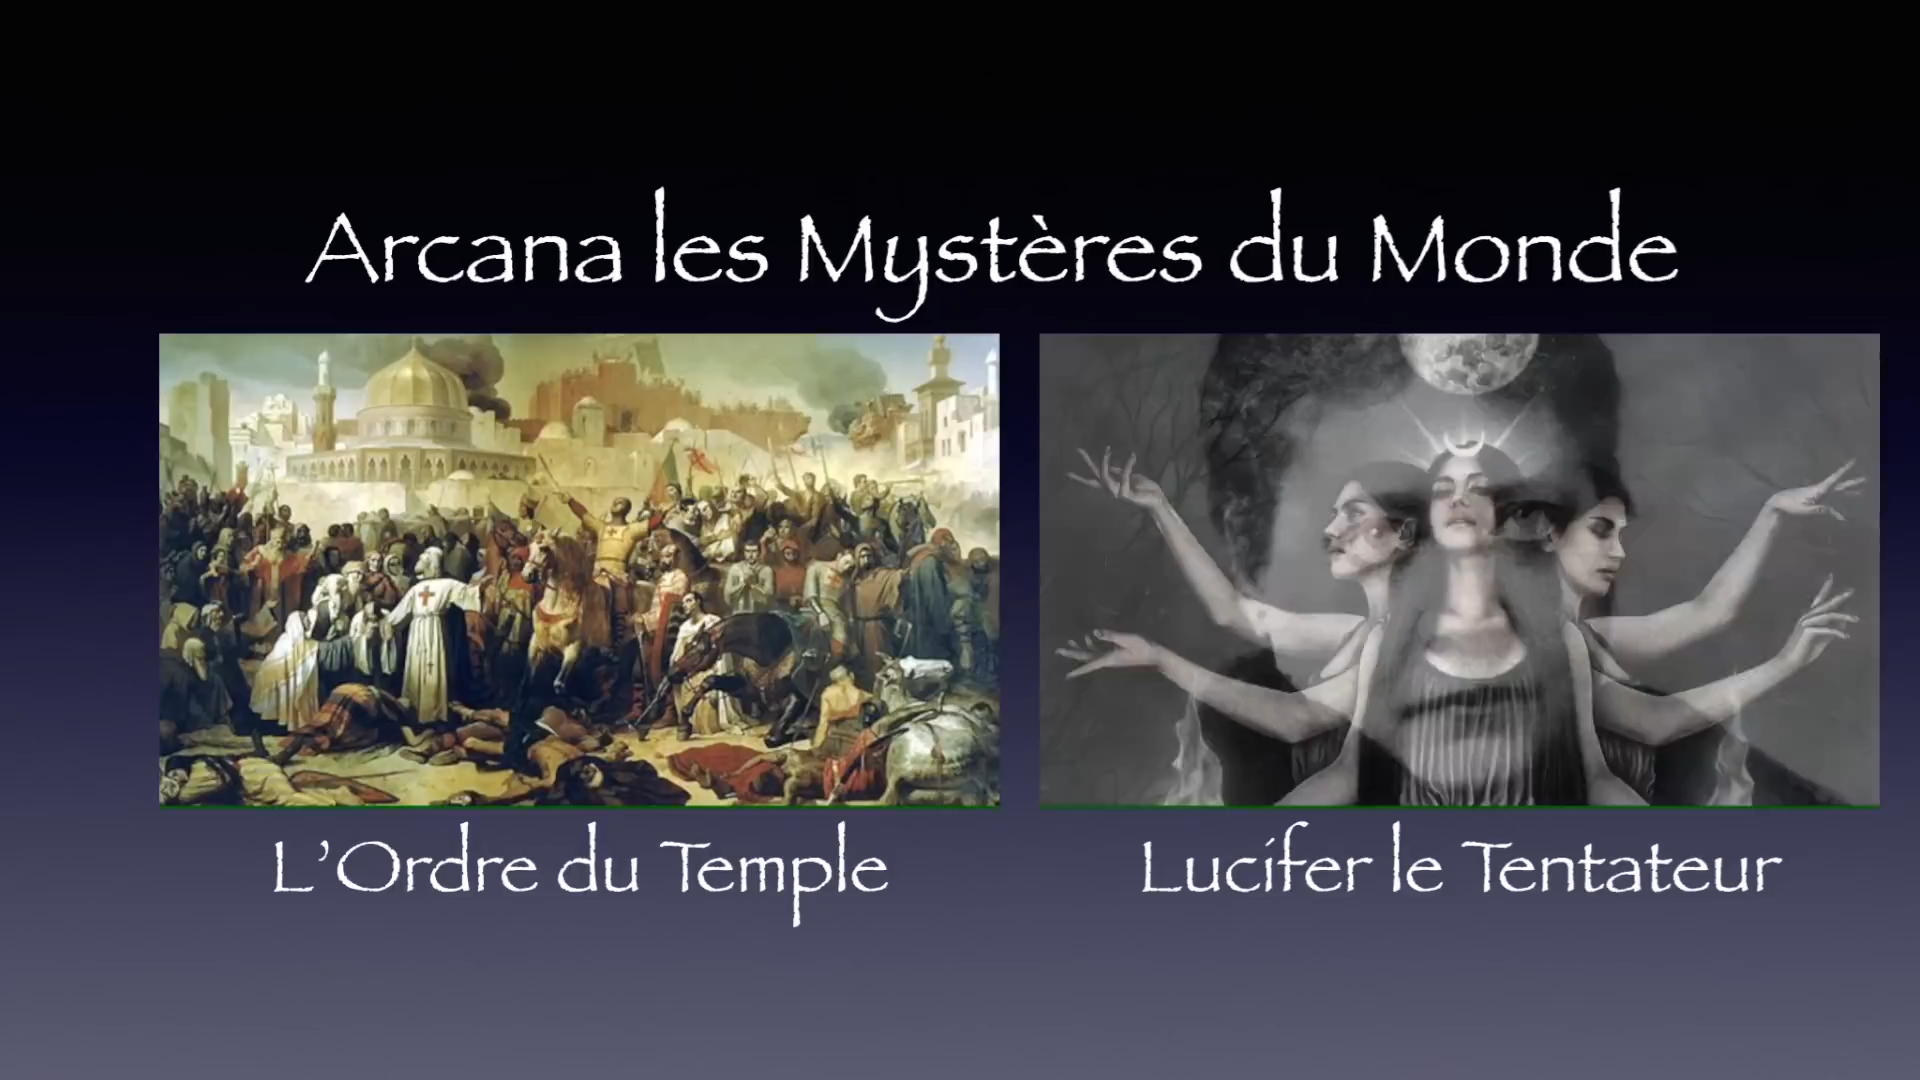 Arcana les Mystères du Monde
L’Ordre du Temple
Lucifer le Tentateur